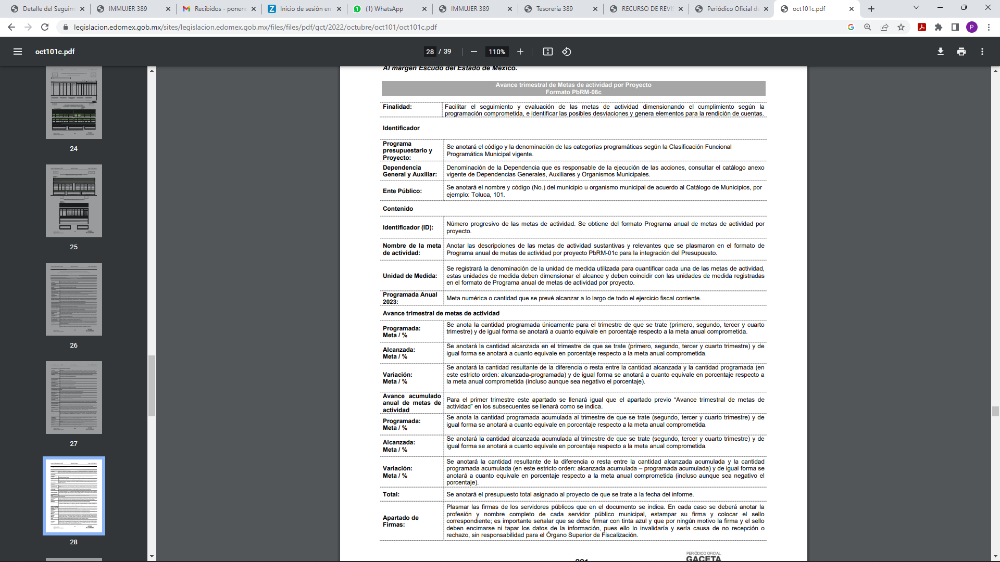 Detalle del Seguim
IMMUJER 389
Recibidos - ponenc
Inicio de sesión en
(1) WhatsApp
IMMUJER 389
Tesoreria 389
RECURSO DE REVI
Periódico Oficial de
oct101c.pdf
legislacion.edomex.gob.mx/sites/legislacion.edomex.gob.mx/files/files/pdf/gct/2022/octubre/oct101/oct101c.pdf
P
oct101c.pdf
28 / 39
110%
24
25
26
27
28
Al margen Escudo del Estado de México.
Avance trimestral de Metas de actividad por Proyecto
Formato PbRM-08c
Finalidad:
Facilitar el seguimiento y evaluación de las metas de actividad dimensionando el cumplimiento según la
programación comprometida, e identificar las posibles desviaciones y genera elementos para la rendición de cuentas.
Identificador
Programa
presupuestario y
Proyecto:
Se anotará el código y la denominación de las categorías programáticas según la Clasificación Funcional
Programática Municipal vigente.
Dependencia
General y Auxiliar:
Denominación de la Dependencia que es responsable de la ejecución de las acciones, consultar el catálogo anexo
vigente de Dependencias Generales, Auxiliares y Organismos Municipales.
Ente Público:
Se anotará el nombre y código (No.) del municipio u organismo municipal de acuerdo al Catálogo de Municipios, por
ejemplo: Toluca, 101.
Contenido
Identificador (ID):
Número progresivo de las metas de actividad. Se obtiene del formato Programa anual de metas de actividad por
proyecto.
Nombre de la meta
de actividad:
Anotar las descripciones de las metas de actividad sustantivas y relevantes que se plasmaron en el formato de
Programa anual de metas de actividad por proyecto PbRM-01c para la integración del Presupuesto.
Unidad de Medida:
Se registrará la denominación de la unidad de medida utilizada para cuantificar cada una de las metas de actividad,
estas unidades de medida deben dimensionar el alcance y deben coincidir con las unidades de medida registradas
en el formato de Programa anual de metas de actividad por proyecto.
Programada Anual
2023:
Meta numérica o cantidad que se prevé alcanzar a lo largo de todo el ejercicio fiscal corriente.
Avance trimestral de metas de actividad
Programada:
Meta / %
Se anota la cantidad programada únicamente para el trimestre de que se trate (primero, segundo, tercer y cuarto
trimestre) y de igual forma se anotará a cuanto equivale en porcentaje respecto a la meta anual comprometida.
Alcanzada:
Meta / %
Se anotará la cantidad alcanzada en el trimestre de que se trate (primero, segundo, tercer y cuarto trimestre) y de
igual forma se anotará a cuanto equivale en porcentaje respecto a la meta anual comprometida.
Variación:
Meta / %
Se anotará la cantidad resultante de la diferencia o resta entre la cantidad alcanzada y la cantidad programada (en
este estricto orden: alcanzada-programada) y de igual forma se anotará a cuanto equivale en porcentaje respecto a
la meta anual comprometida (incluso aunque sea negativo el porcentaje).
Avance acumulado
anual de metas de
actividad
Para el primer trimestre este apartado se llenará igual que el apartado previo “Avance trimestral de metas de
actividad” en los subsecuentes se llenará como se indica.
Programada:
Meta / %
Se anota la cantidad programada acumulada al trimestre de que se trate (segundo, tercer y cuarto trimestre) y de
igual forma se anotará a cuanto equivale en porcentaje respecto a la meta anual comprometida.
Alcanzada:
Meta / %
Se anotará la cantidad alcanzada acumulada al trimestre de que se trate (segundo, tercer y cuarto trimestre) y de
igual forma se anotará a cuanto equivale en porcentaje respecto a la meta anual comprometida.
Variación:
Meta / %
Se anotará la cantidad resultante de la diferencia o resta entre la cantidad alcanzada acumulada y la cantidad
programada acumulada (en este estricto orden: alcanzada acumulada – programada acumulada) y de igual forma se
anotará a cuanto equivale en porcentaje respecto a la meta anual comprometida (incluso aunque sea negativo el
porcentaje).
Total:
Se anotará el presupuesto total asignado al proyecto de que se trate a la fecha del informe.
Apartado de
Firmas:
Plasmar las firmas de los servidores públicos que en el documento se indica. En cada caso se deberá anotar la
profesión y nombre completo de cada servidor público municipal, estampar su firma y colocar el sello
correspondiente; es importante señalar que se debe firmar con tinta azul y que por ningún motivo la firma y el sello
deben encimarse ni tapar los datos de la información, pues ello lo invalidaría y sería causa de no recepción o
rechazo, sin responsabilidad para el Órgano Superior de Fiscalización.
PERIÓDICO OFICIAL
GACETA